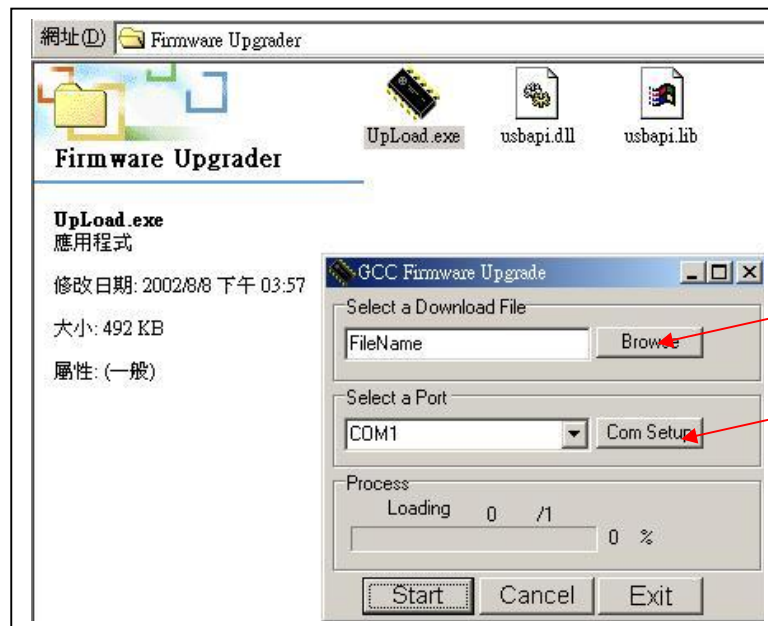 網址(D) Firmware Upgrader
UpLoad.exe usbapi.dll usbapi.lib
Firmware Upgrader
UpLoad.exe
應用程式
修改日期: 2002/8/8 下午 03:57
大小: 492 KB
屬性: (一般)
GCC Firmware Upgrade
Select a Download File
FileName Browse
Select a Port
COM1 Com Setup
Process
Loading 0 /1
0 %
Start Cancel Exit